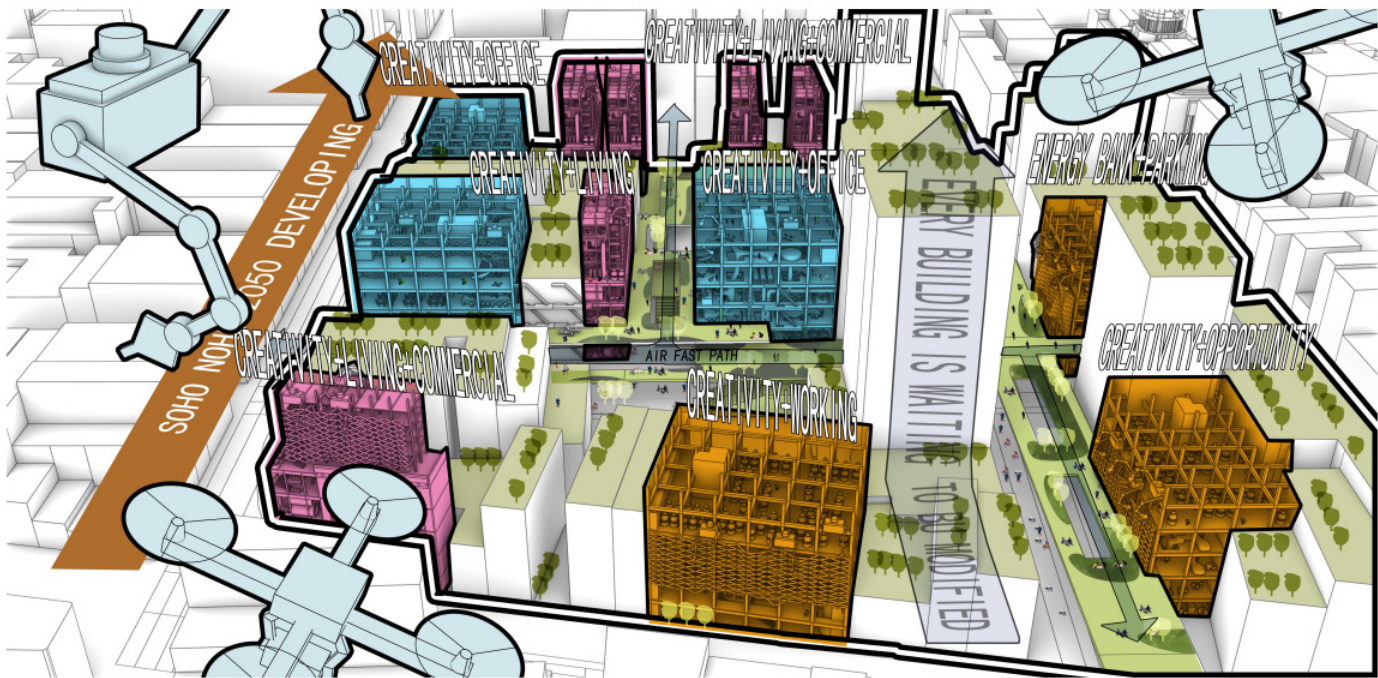 CREATIVITY+OFFICE
CREATIVITY+LIVING+COMMERCIAL
CREATIVITY+LIVING
CREATIVITY+OFFICE
ENERGY BANK+PARKING
SOHO NOH 2050 DEVELOPING
EVERY BUILDING IS WAITING TO BE MODIFIED
AIR FAST PATH
CREATIVITY+LIVING+COMMERCIAL
CREATIVITY+WORKING
CREATIVITY+OPPORTUNITY